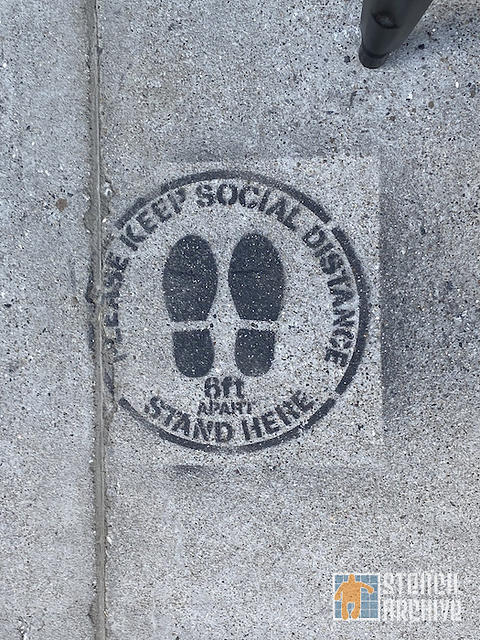 PLEASE KEEP SOCIAL DISTANCE
6ft
APART
STAND HERE
STENCIL
ARCHIVE